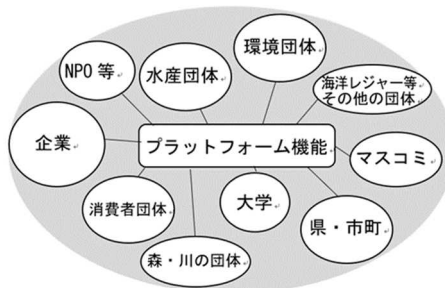 環境団体
NPO 等
水産団体
海洋レジャー等
その他の団体
企業
プラットフォーム機能
マスコミ
消費者団体
大学
県・市町
森・川の団体